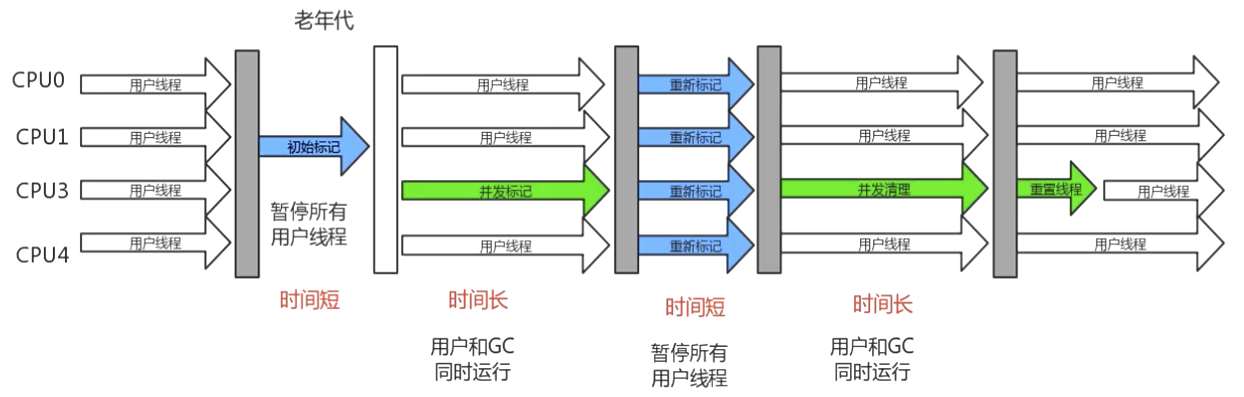 老年代
CPU0
用户线程
用户线程
重新标记
用户线程
用户线程
CPU1
用户线程
初始标记
用户线程
重新标记
用户线程
用户线程
CPU3
用户线程
并发标记
重新标记
并发清理
重置线程
用户线程
CPU4
用户线程
用户线程
重新标记
用户线程
用户线程
暂停所有
用户线程
时间短
时间长
时间短
时间长
用户和GC
同时运行
暂停所有
用户线程
用户和GC
同时运行